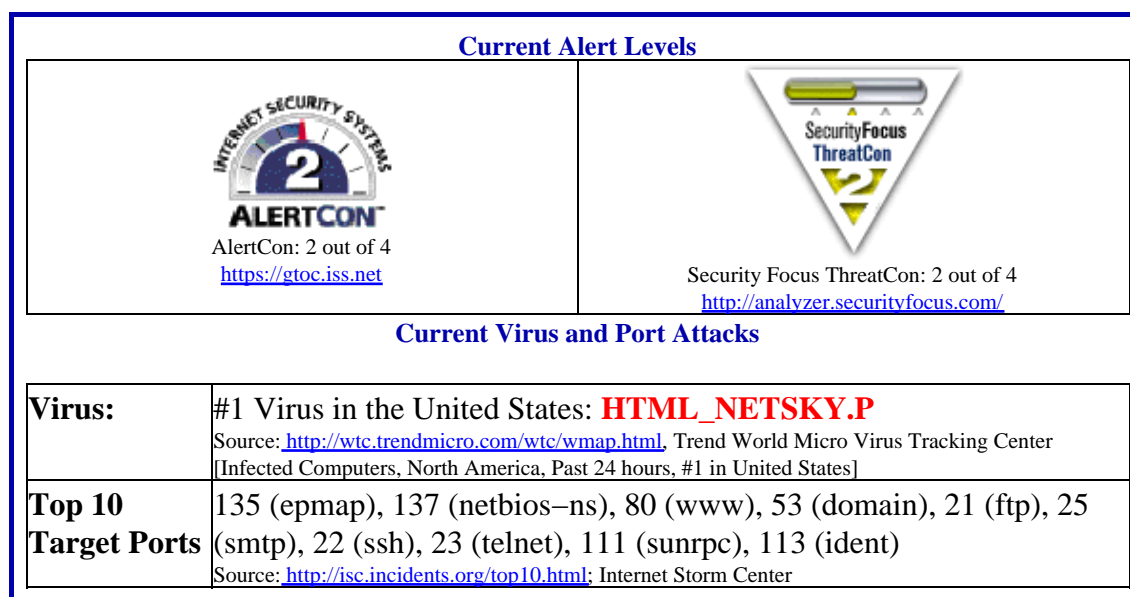 Current Alert Levels
INTERNET SECURITY SYSTEMS
2
ALERTCON™
AlertCon: 2 out of 4
https://gtoc.iss.net
SecurityFocus
ThreatCon
2
Security Focus ThreatCon: 2 out of 4
http://analyzer.securityfocus.com/
Current Virus and Port Attacks
Virus:
#1 Virus in the United States: HTML_NETSKY.P
Source: http://wtc.trendmicro.com/wtc/wmap.html, Trend World Micro Virus Tracking Center
[Infected Computers, North America, Past 24 hours, #1 in United States]
Top 10
Target Ports
135 (epmap), 137 (netbios−ns), 80 (www), 53 (domain), 21 (ftp), 25
(smtp), 22 (ssh), 23 (telnet), 111 (sunrpc), 113 (ident)
Source: http://isc.incidents.org/top10.html; Internet Storm Center